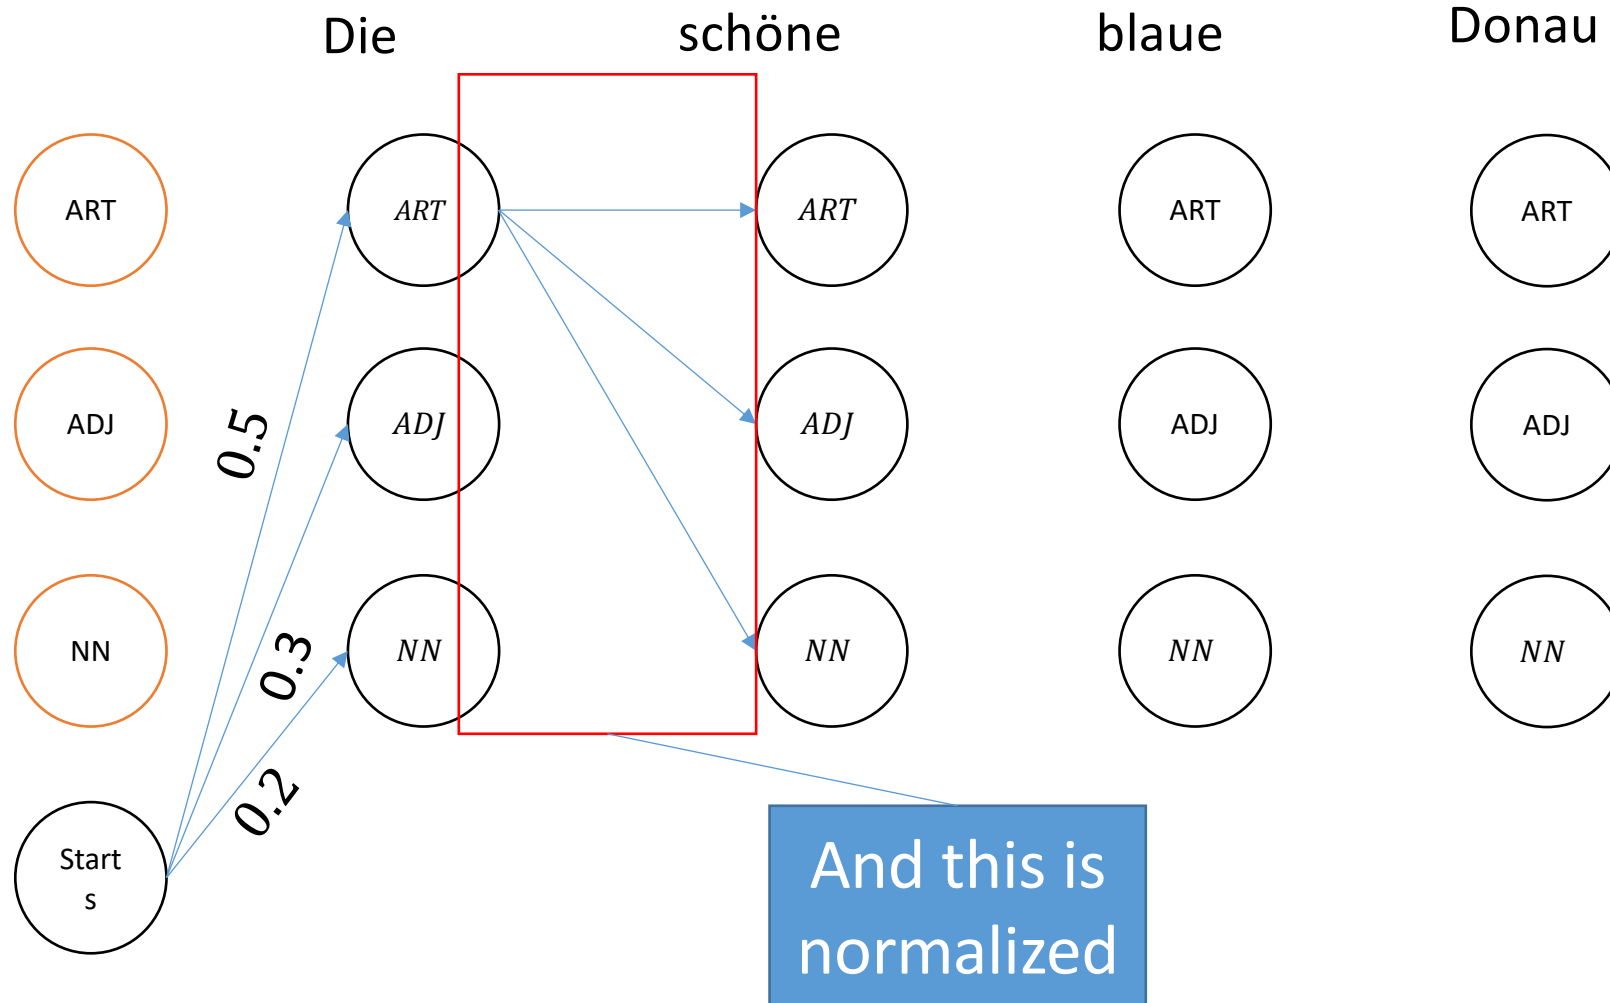 Die schöne blaue Donau
ART ART ART ART ART
0.5
ADJ ADJ ADJ ADJ ADJ
0.3
NN NN NN NN NN
0.2
Start
s
And this is
normalized